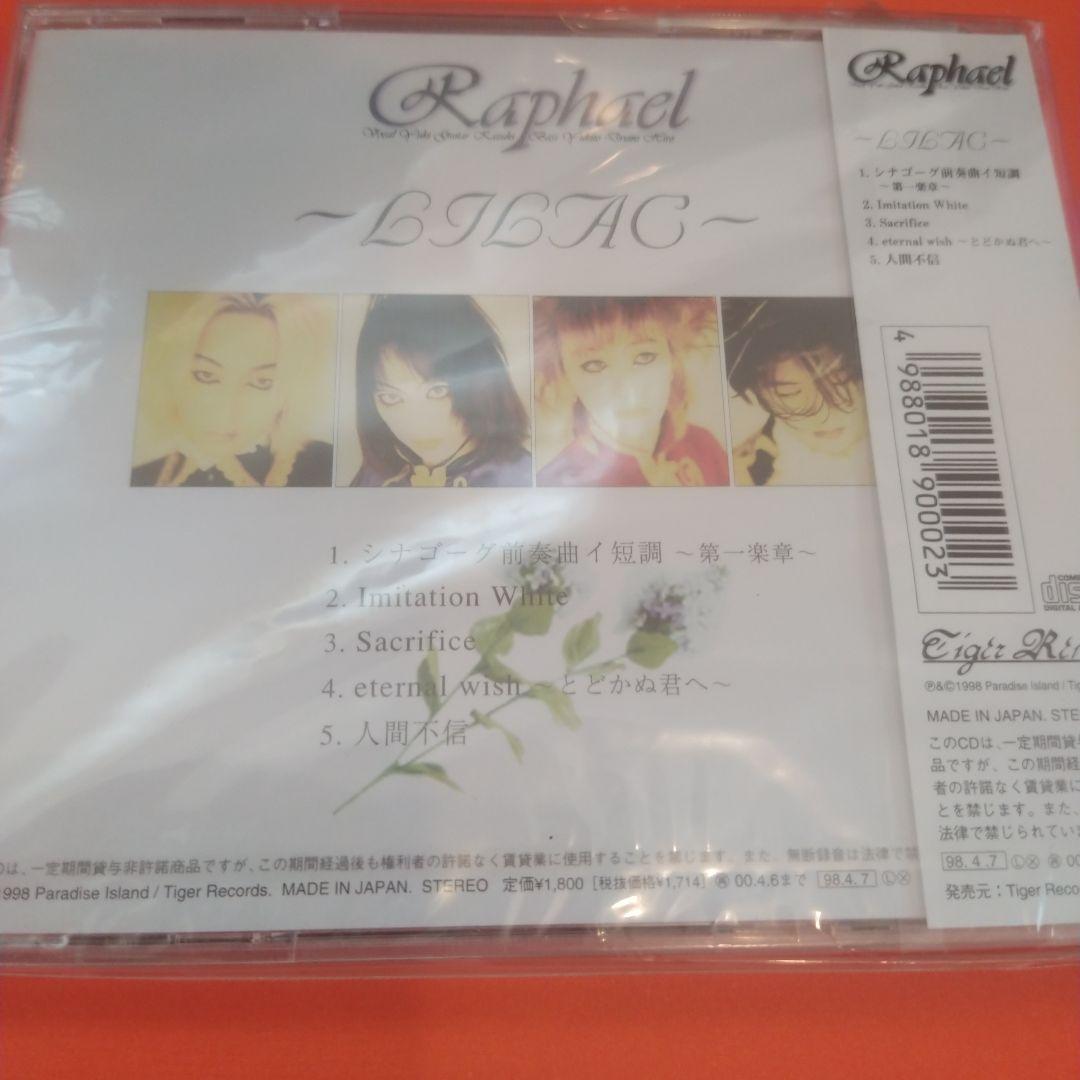 Raphael
Vocal Yuki Guitar Kazuki Bass Yukito Drums Hiro
～LILAC～
1. シナゴーグ前奏曲イ短調 ～第一楽章～
2. Imitation White
3. Sacrifice
4. eternal wish ～とどかぬ君へ～
5. 人間不信
Dは、一定期間貸与非許諾商品ですが、この期間経過後も権利者の許諾なく賃貸業に使用することを禁じます。また、無断録音は法律で禁
1998 Paradise Island / Tiger Records. MADE IN JAPAN. STEREO 定価¥1,800 [税抜価格¥1,714] 再 00.4.6まで 98.4.7 Ⓛ
Raphael
～LILAC～
1. シナゴーグ前奏曲イ短調
～第一楽章～
2. Imitation White
3. Sacrifice
4. eternal wish ～とどかぬ君へ～
5. 人間不信
4 988018 900023
COMP
dis
DIGITAL A
Tiger Re
Ⓟ&©1998 Paradise Island / Tig
MADE IN JAPAN. STE
このCDは、一定期間貸与
品ですが、この期間経
者の許諾なく賃貸業に
とを禁じます。また、
法律で禁じられてい
98.4.7 Ⓛ 00
発売元：Tiger Reco